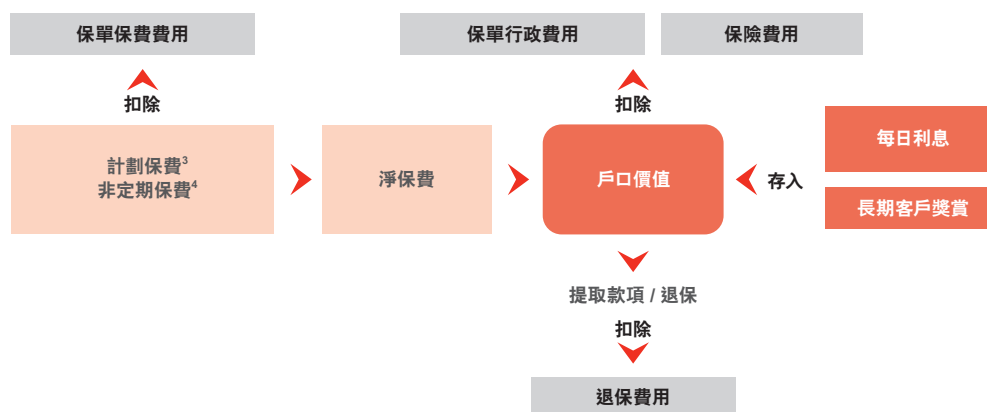 保單保費費用
保單行政費用
保險費用
扣除
扣除
計劃保費3
非定期保費4
淨保費
戶口價值
存入
每日利息
長期客戶獎賞
提取款項 / 退保
扣除
退保費用